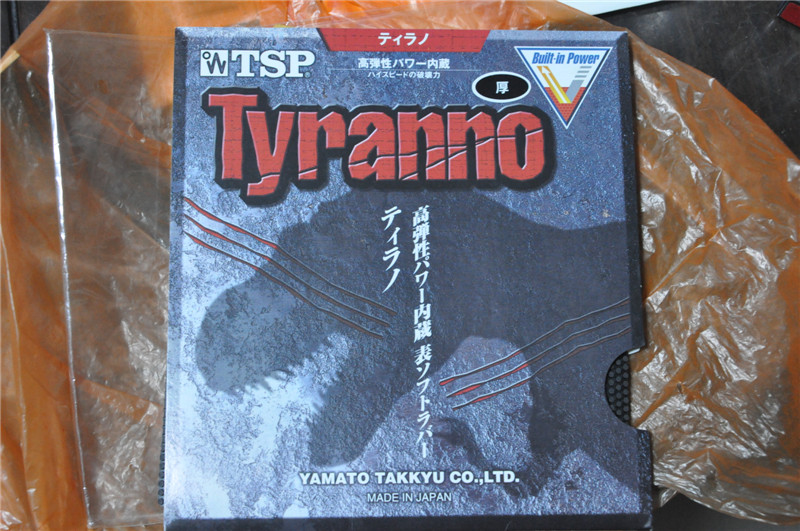 ティラノ
TSP
高弾性パワー内蔵
ハイスピードの破壊力
Built-in Power
厚
Tyranno
高弾性パワー内蔵 表ソフトラバー
ティラノ
YAMATO TAKKYU CO.,LTD.
MADE IN JAPAN